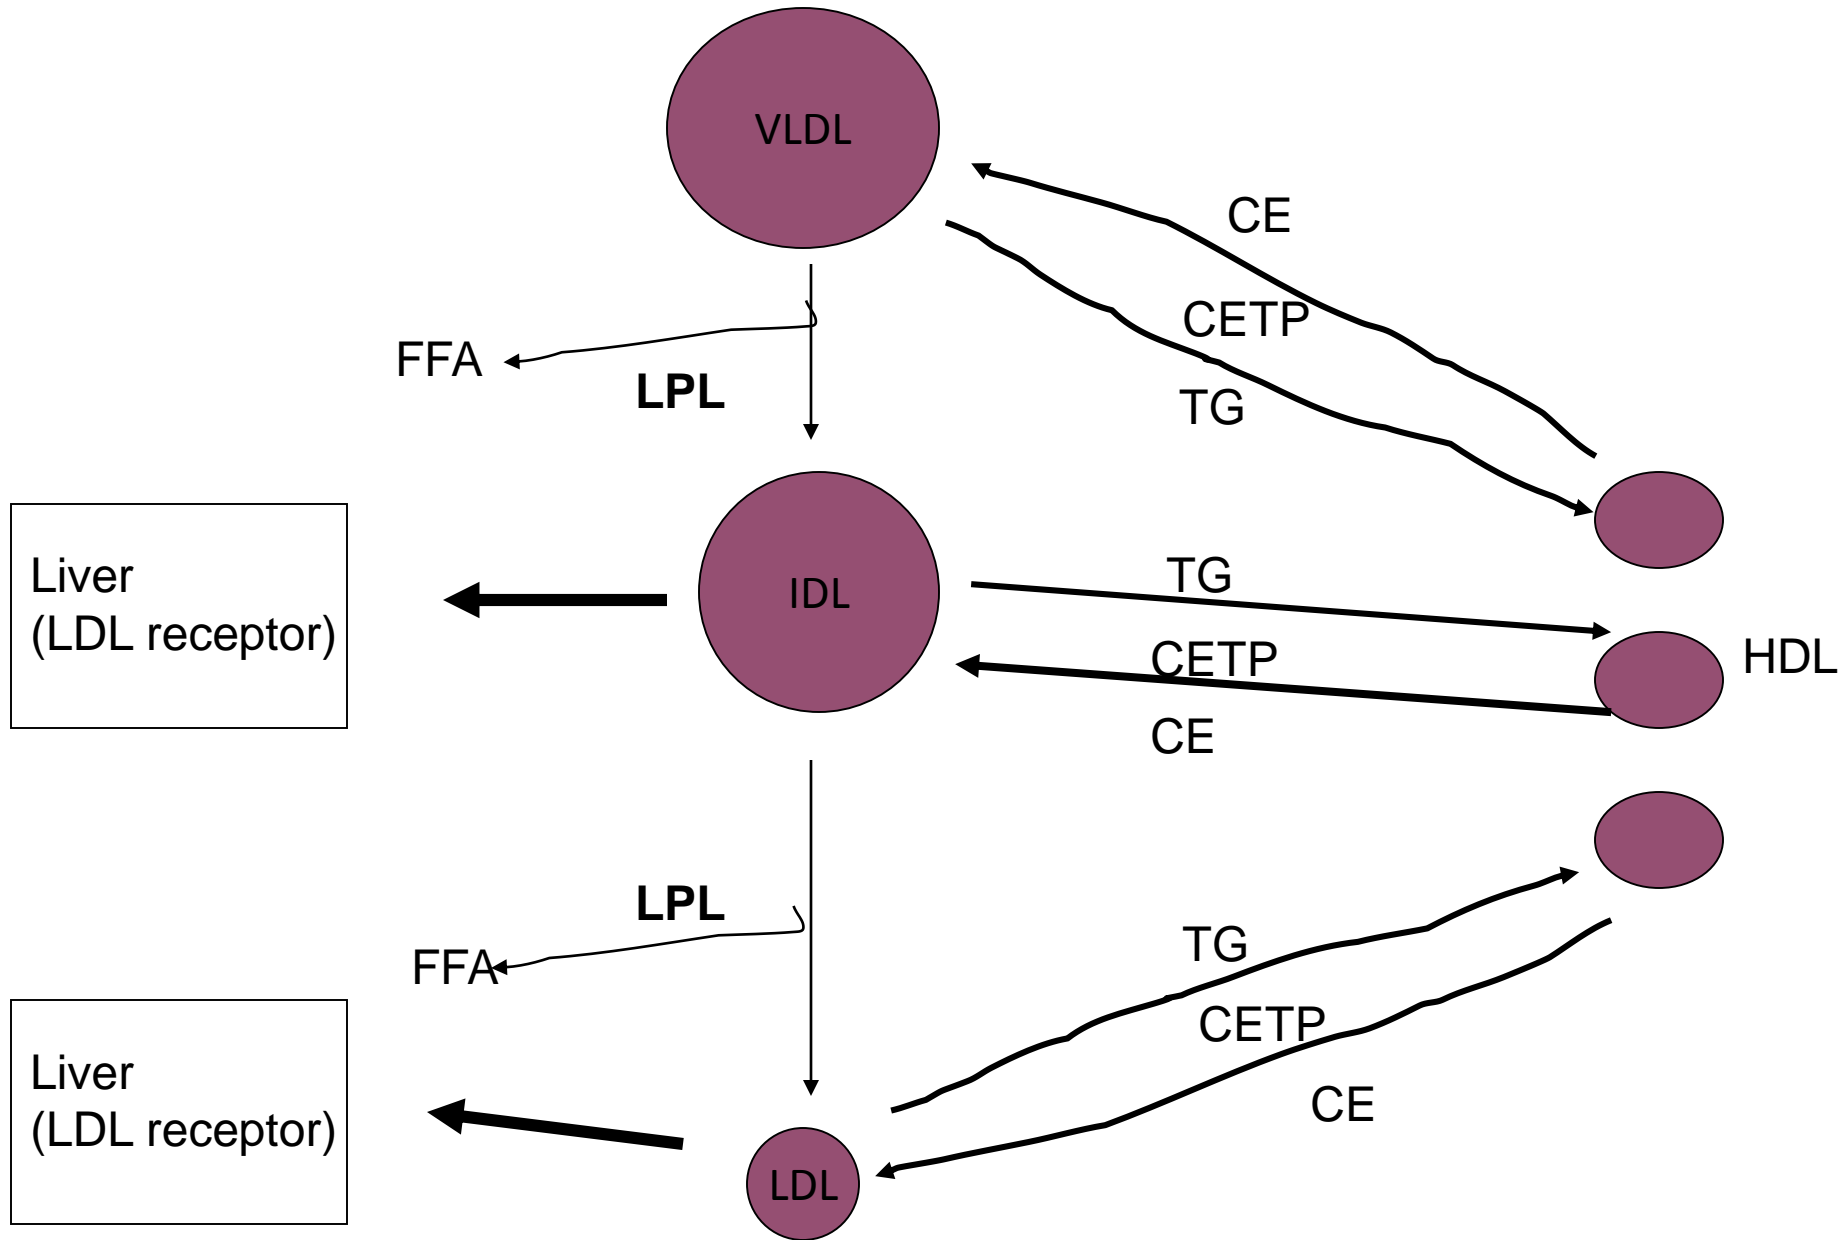 VLDL
CE
CETP
FFA
LPL
TG
Liver
(LDL receptor)
IDL
TG
CETP
HDL
CE
LPL
FFA
TG
CETP
Liver
(LDL receptor)
CE
LDL